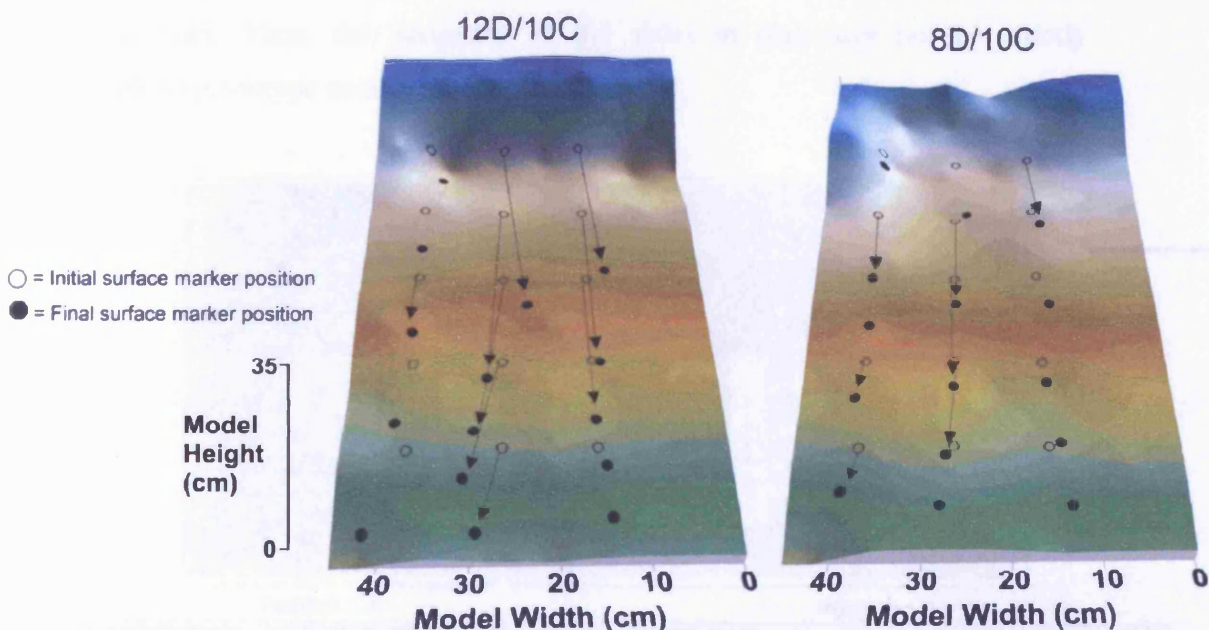 12D/10C
8D/10C
○ = Initial surface marker position
● = Final surface marker position
35
Model
Height
(cm)
0
40 30 20 10 0
Model Width (cm)
40 30 20 10 0
Model Width (cm)